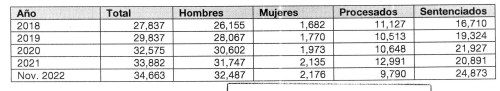 Año Total Hombres Mujeres Procesados Sentenciados
2018 27,837 26,155 1,682 11,127 16,710
2019 29,837 28,067 1,770 10,513 19,324
2020 32,575 30,602 1,973 10,648 21,927
2021 33,882 31,747 2,135 12,991 20,891
Nov. 2022 34,663 32,487 2,176 9,790 24,873